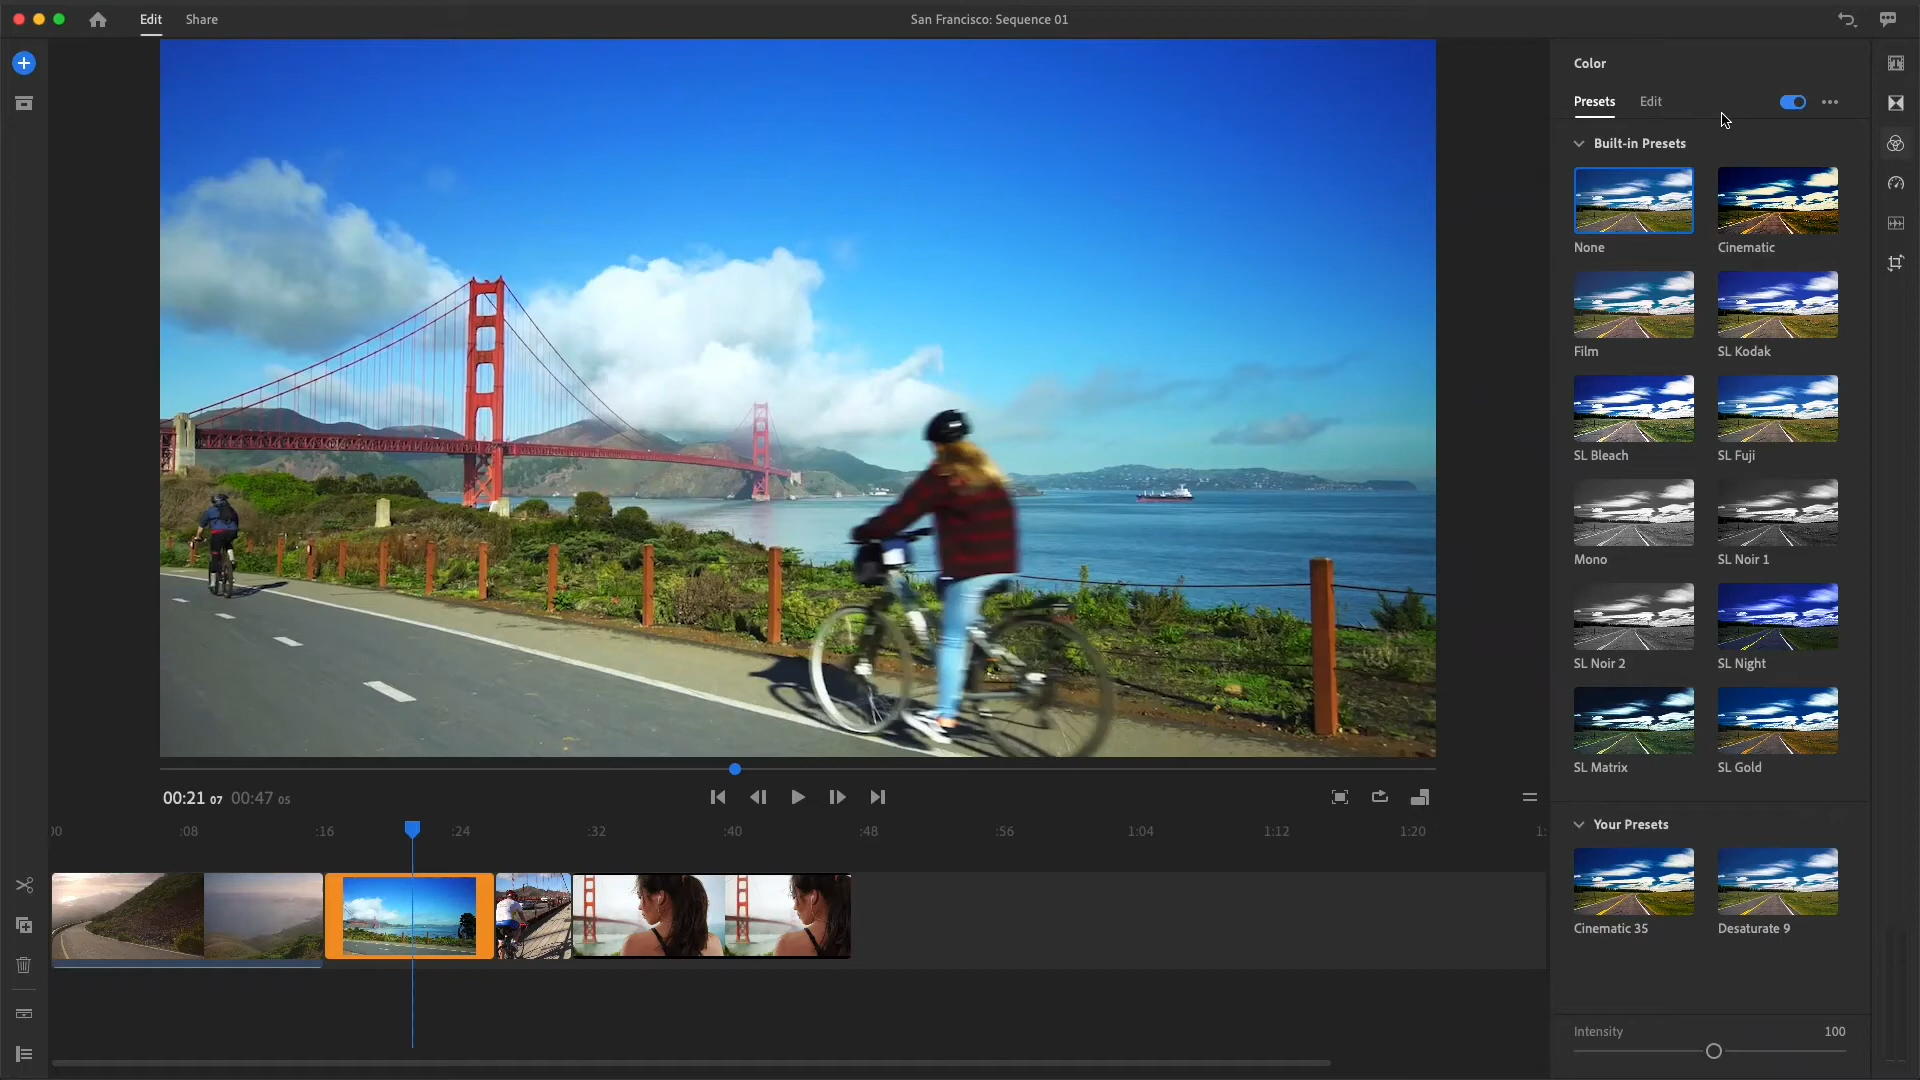 Edit
Share
San Francisco: Sequence 01
Color
Presets
Edit
Built-in Presets
None
Cinematic
Film
SL Kodak
SL Bleach
SL Fuji
Mono
SL Noir 1
SL Noir 2
SL Night
SL Matrix
SL Gold
Your Presets
Cinematic 35
Desaturate 9
Intensity
100
00:21 07 00:47 05
00 :08 :16 :24 :32 :40 :48 :56 1:04 1:12 1:20 1: